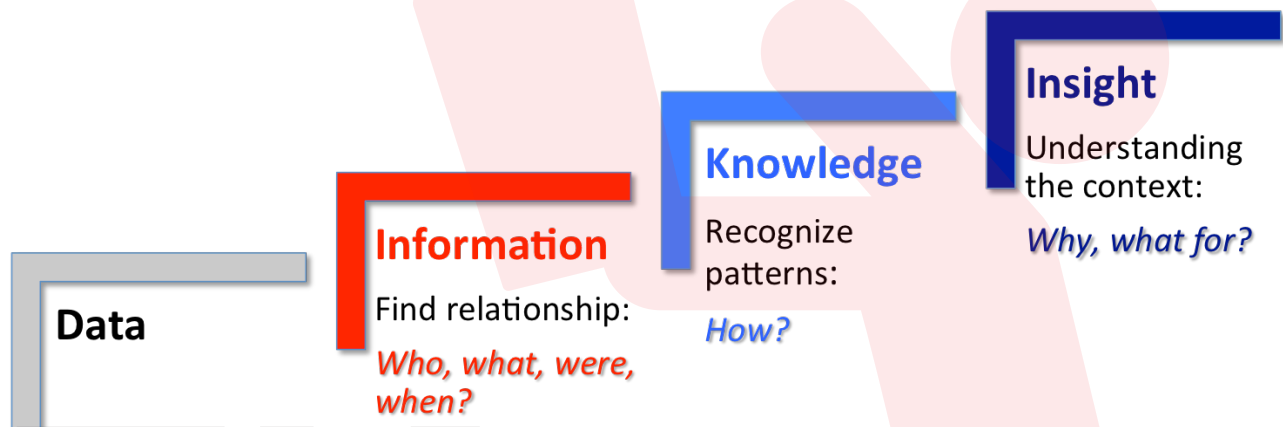 Data
Information
Find relationship:
Who, what, were,
when?
Knowledge
Recognize
patterns:
How?
Insight
Understanding
the context:
Why, what for?